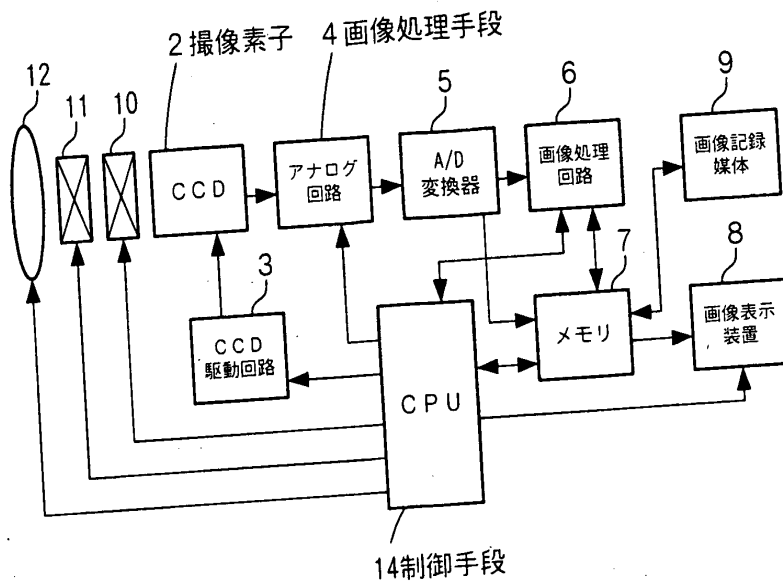 12
11
10
2撮像素子
4画像処理手段
5
6
9
CCD
アナログ
回路
A/D
変換器
画像処理
回路
画像記録
媒体
3
7
8
CCD
駆動回路
CPU
メモリ
画像表示
装置
14制御手段